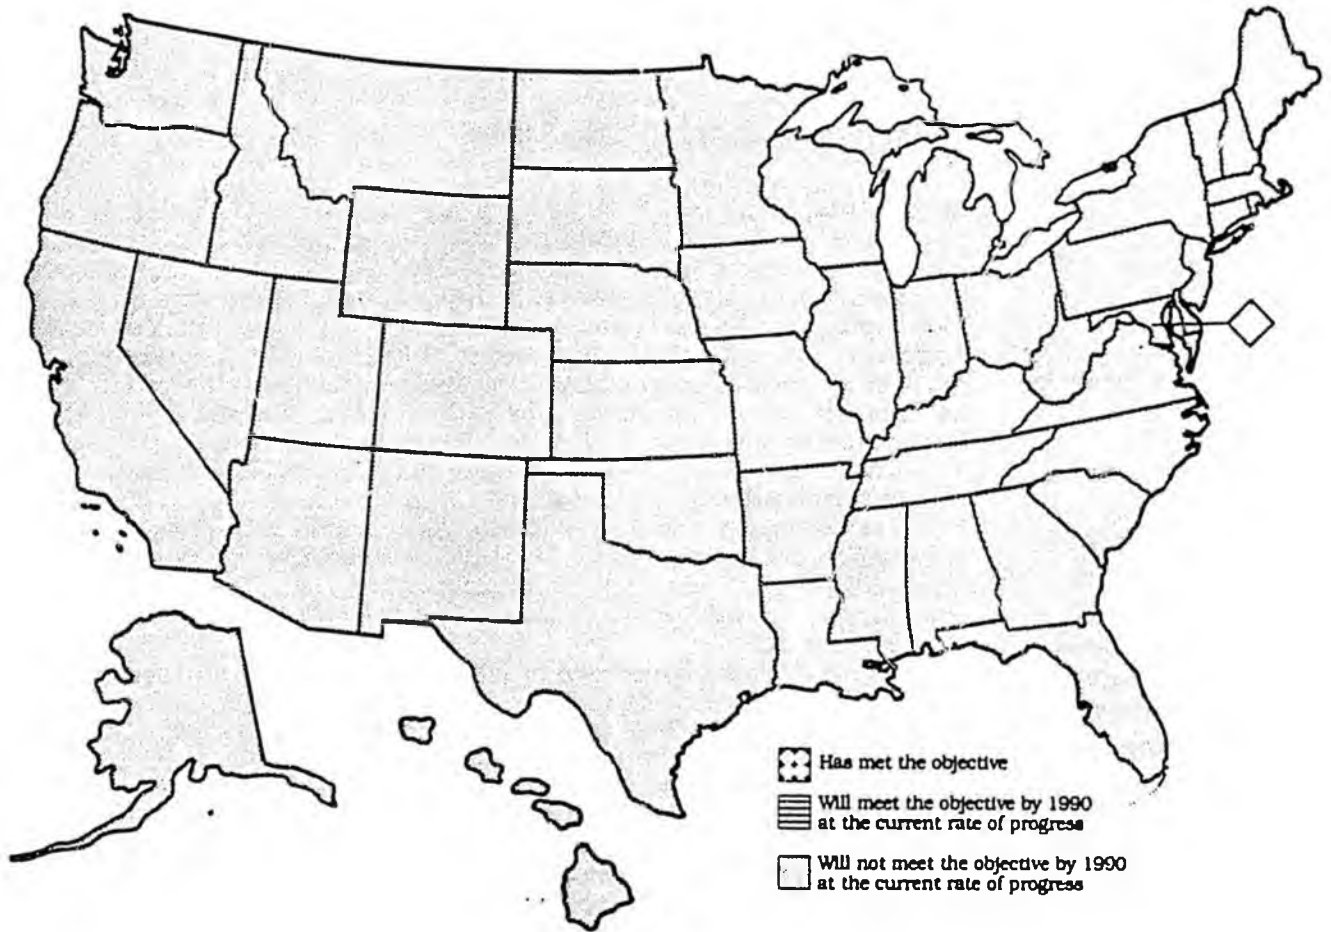 Has met the objective
Will meet the objective by 1990
at the current rate of progress
Will not meet the objective by 1990
at the current rate of progress